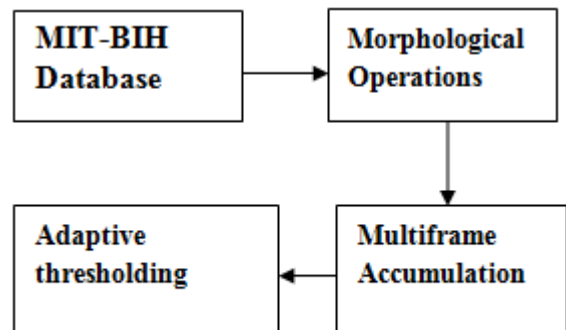 MIT-BIH
Database
Morphological
Operations
Multiframe
Accumulation
Adaptive
thresholding